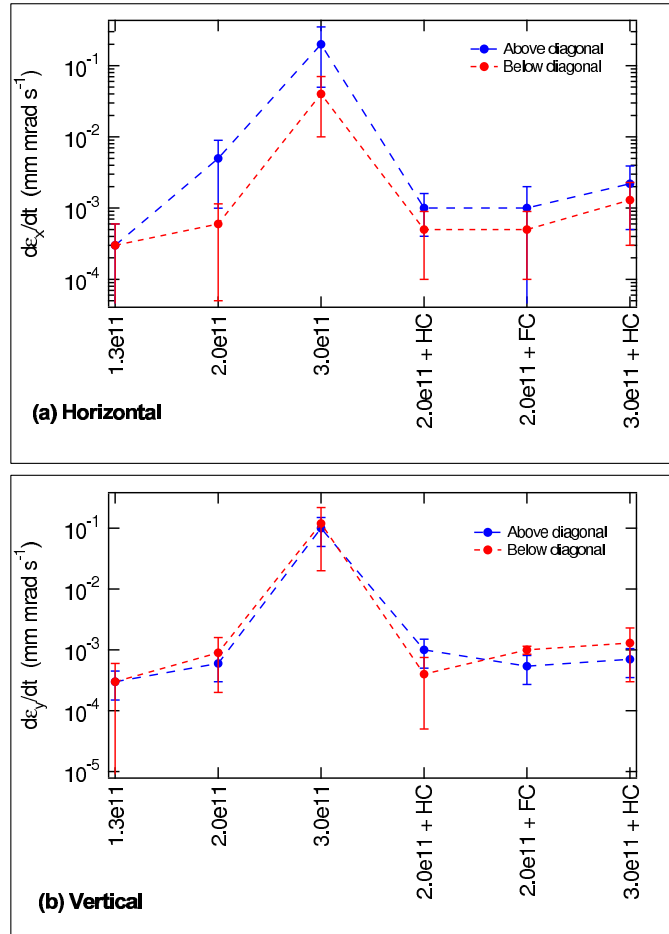 dεx/dt (mm mrad s-1)
10-1
10-2
10-3
10-4
Above diagonal
Below diagonal
1.3e11
2.0e11
3.0e11
2.0e11 + HC
2.0e11 + FC
3.0e11 + HC
(a) Horizontal
dεy/dt (mm mrad s-1)
10-1
10-2
10-3
10-4
10-5
Above diagonal
Below diagonal
1.3e11
2.0e11
3.0e11
2.0e11 + HC
2.0e11 + FC
3.0e11 + HC
(b) Vertical